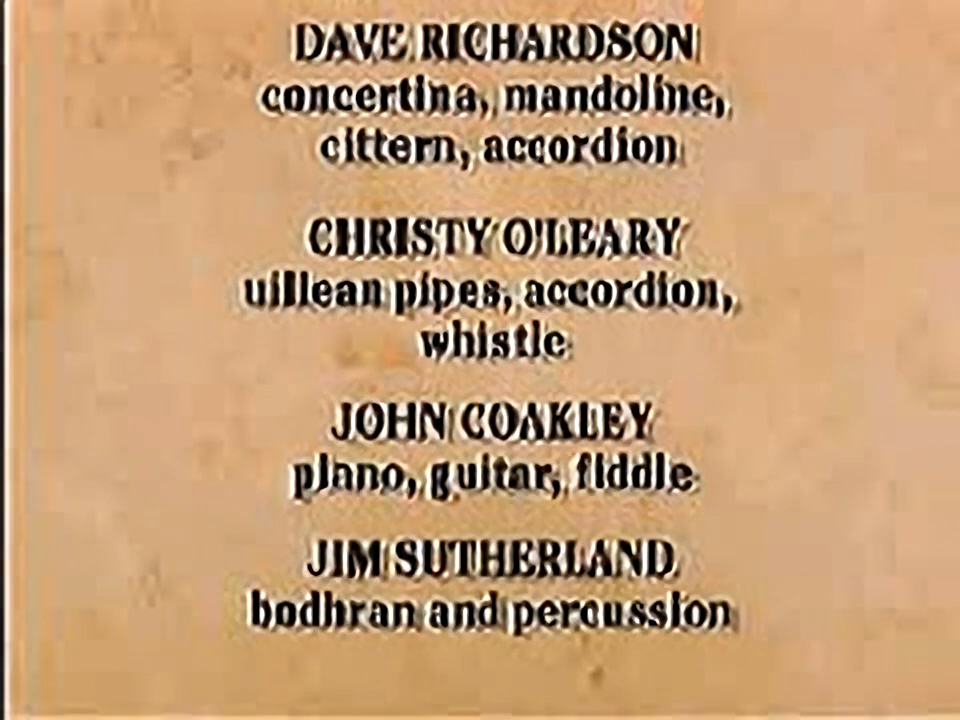 DAVE RICHARDSON
concertina, mandoline,
cittern, accordion
CHRISTY O'LEARY
uillean pipes, accordion,
whistle
JOHN COAKLEY
piano, guitar, fiddle
JIM SUTHERLAND
bodhran and percussion